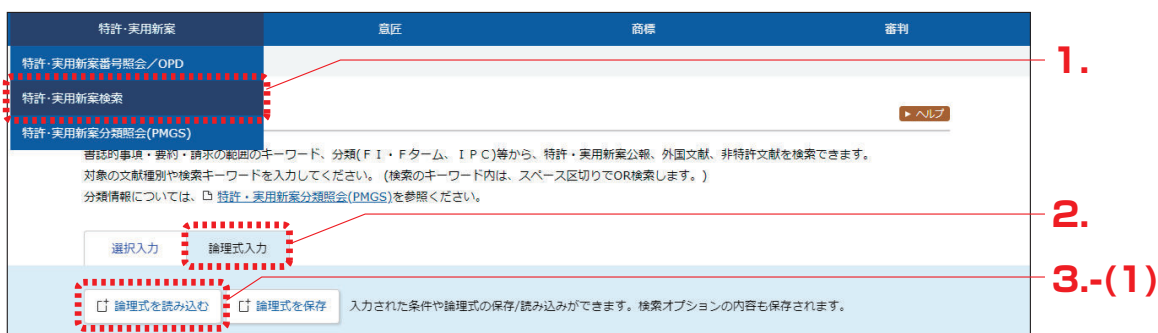 特許・実用新案 意匠 商標 審判
特許・実用新案番号照会／OPD
1.
特許・実用新案検索
ヘルプ
特許・実用新案分類照会(PMGS)
書誌的事項・要約・請求の範囲のキーワード、分類(ＦＩ・Ｆターム、ＩＰＣ)等から、特許・実用新案公報、外国文献、非特許文献を検索できます。
対象の文献種別や検索キーワードを入力してください。(検索のキーワード内は、スペース区切りでOR検索します。)
分類情報については、特許・実用新案分類照会(PMGS)を参照ください。
2.
選択入力 論理式入力
3.-(1)
論理式を読み込む 論理式を保存 入力された条件や論理式の保存/読み込みができます。検索オプションの内容も保存されます。